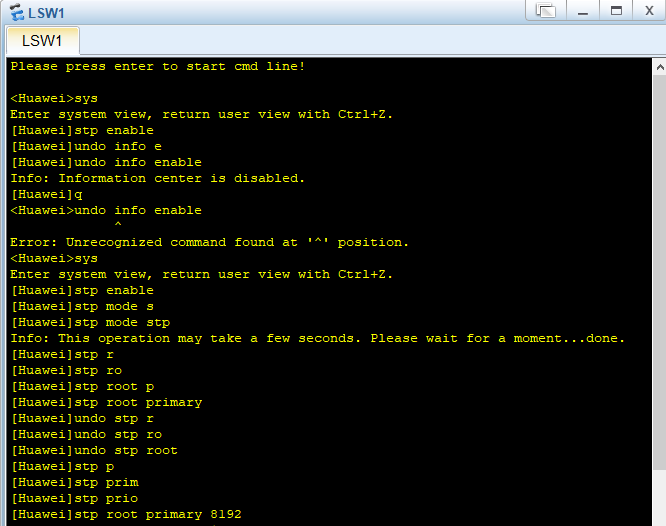 LSW1
LSW1
Please press enter to start cmd line!
<Huawei>sys
Enter system view, return user view with Ctrl+Z.
[Huawei]stp enable
[Huawei]undo info e
[Huawei]undo info enable
Info: Information center is disabled.
[Huawei]q
<Huawei>undo info enable
^
Error: Unrecognized command found at '^' position.
<Huawei>sys
Enter system view, return user view with Ctrl+Z.
[Huawei]stp enable
[Huawei]stp mode s
[Huawei]stp mode stp
Info: This operation may take a few seconds. Please wait for a moment...done.
[Huawei]stp r
[Huawei]stp ro
[Huawei]stp root p
[Huawei]stp root primary
[Huawei]undo stp r
[Huawei]undo stp ro
[Huawei]undo stp root
[Huawei]stp p
[Huawei]stp prim
[Huawei]stp prio
[Huawei]stp root primary 8192